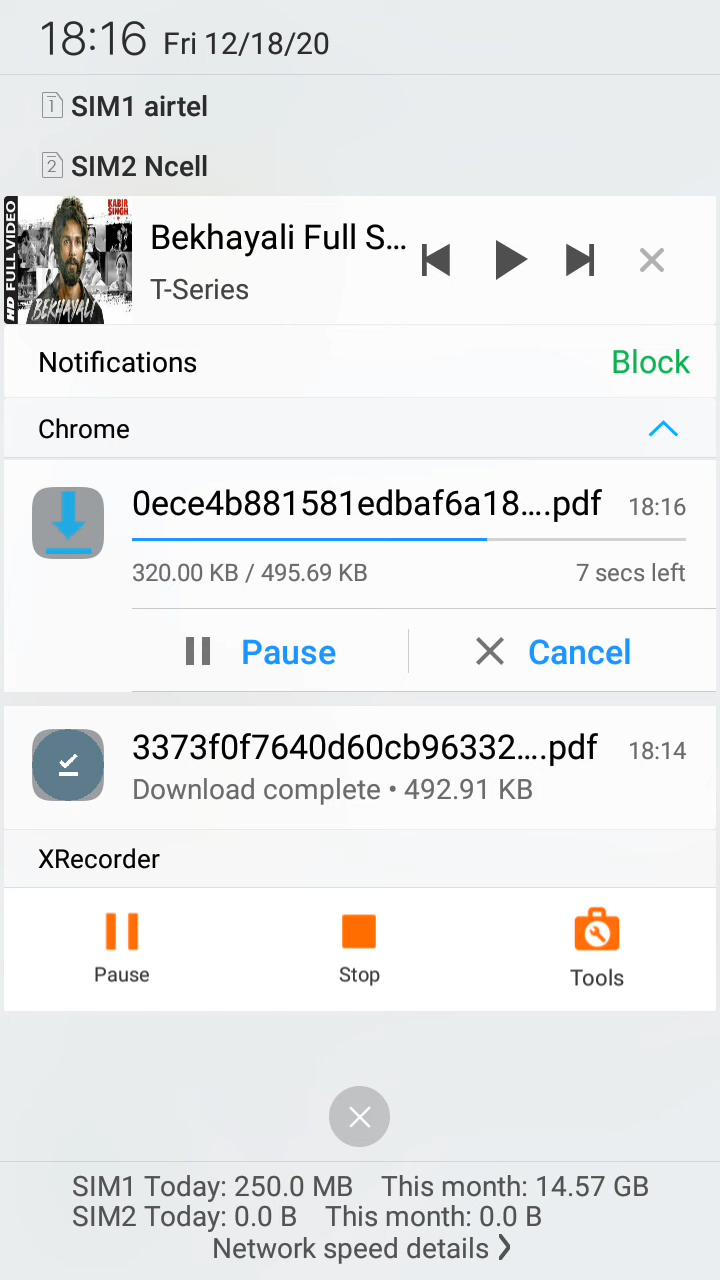 18:16 Fri 12/18/20
1 SIM1 airtel
2 SIM2 Ncell
HD FULL VIDEO
KABIR SINGH
BEKHAYALI
Bekhayali Full S...
T-Series
Notifications Block
Chrome
0ece4b881581edbaf6a18....pdf 18:16
320.00 KB / 495.69 KB 7 secs left
Pause Cancel
3373f0f7640d60cb96332....pdf 18:14
Download complete • 492.91 KB
XRecorder
Pause Stop Tools
SIM1 Today: 250.0 MB This month: 14.57 GB
SIM2 Today: 0.0 B This month: 0.0 B
Network speed details